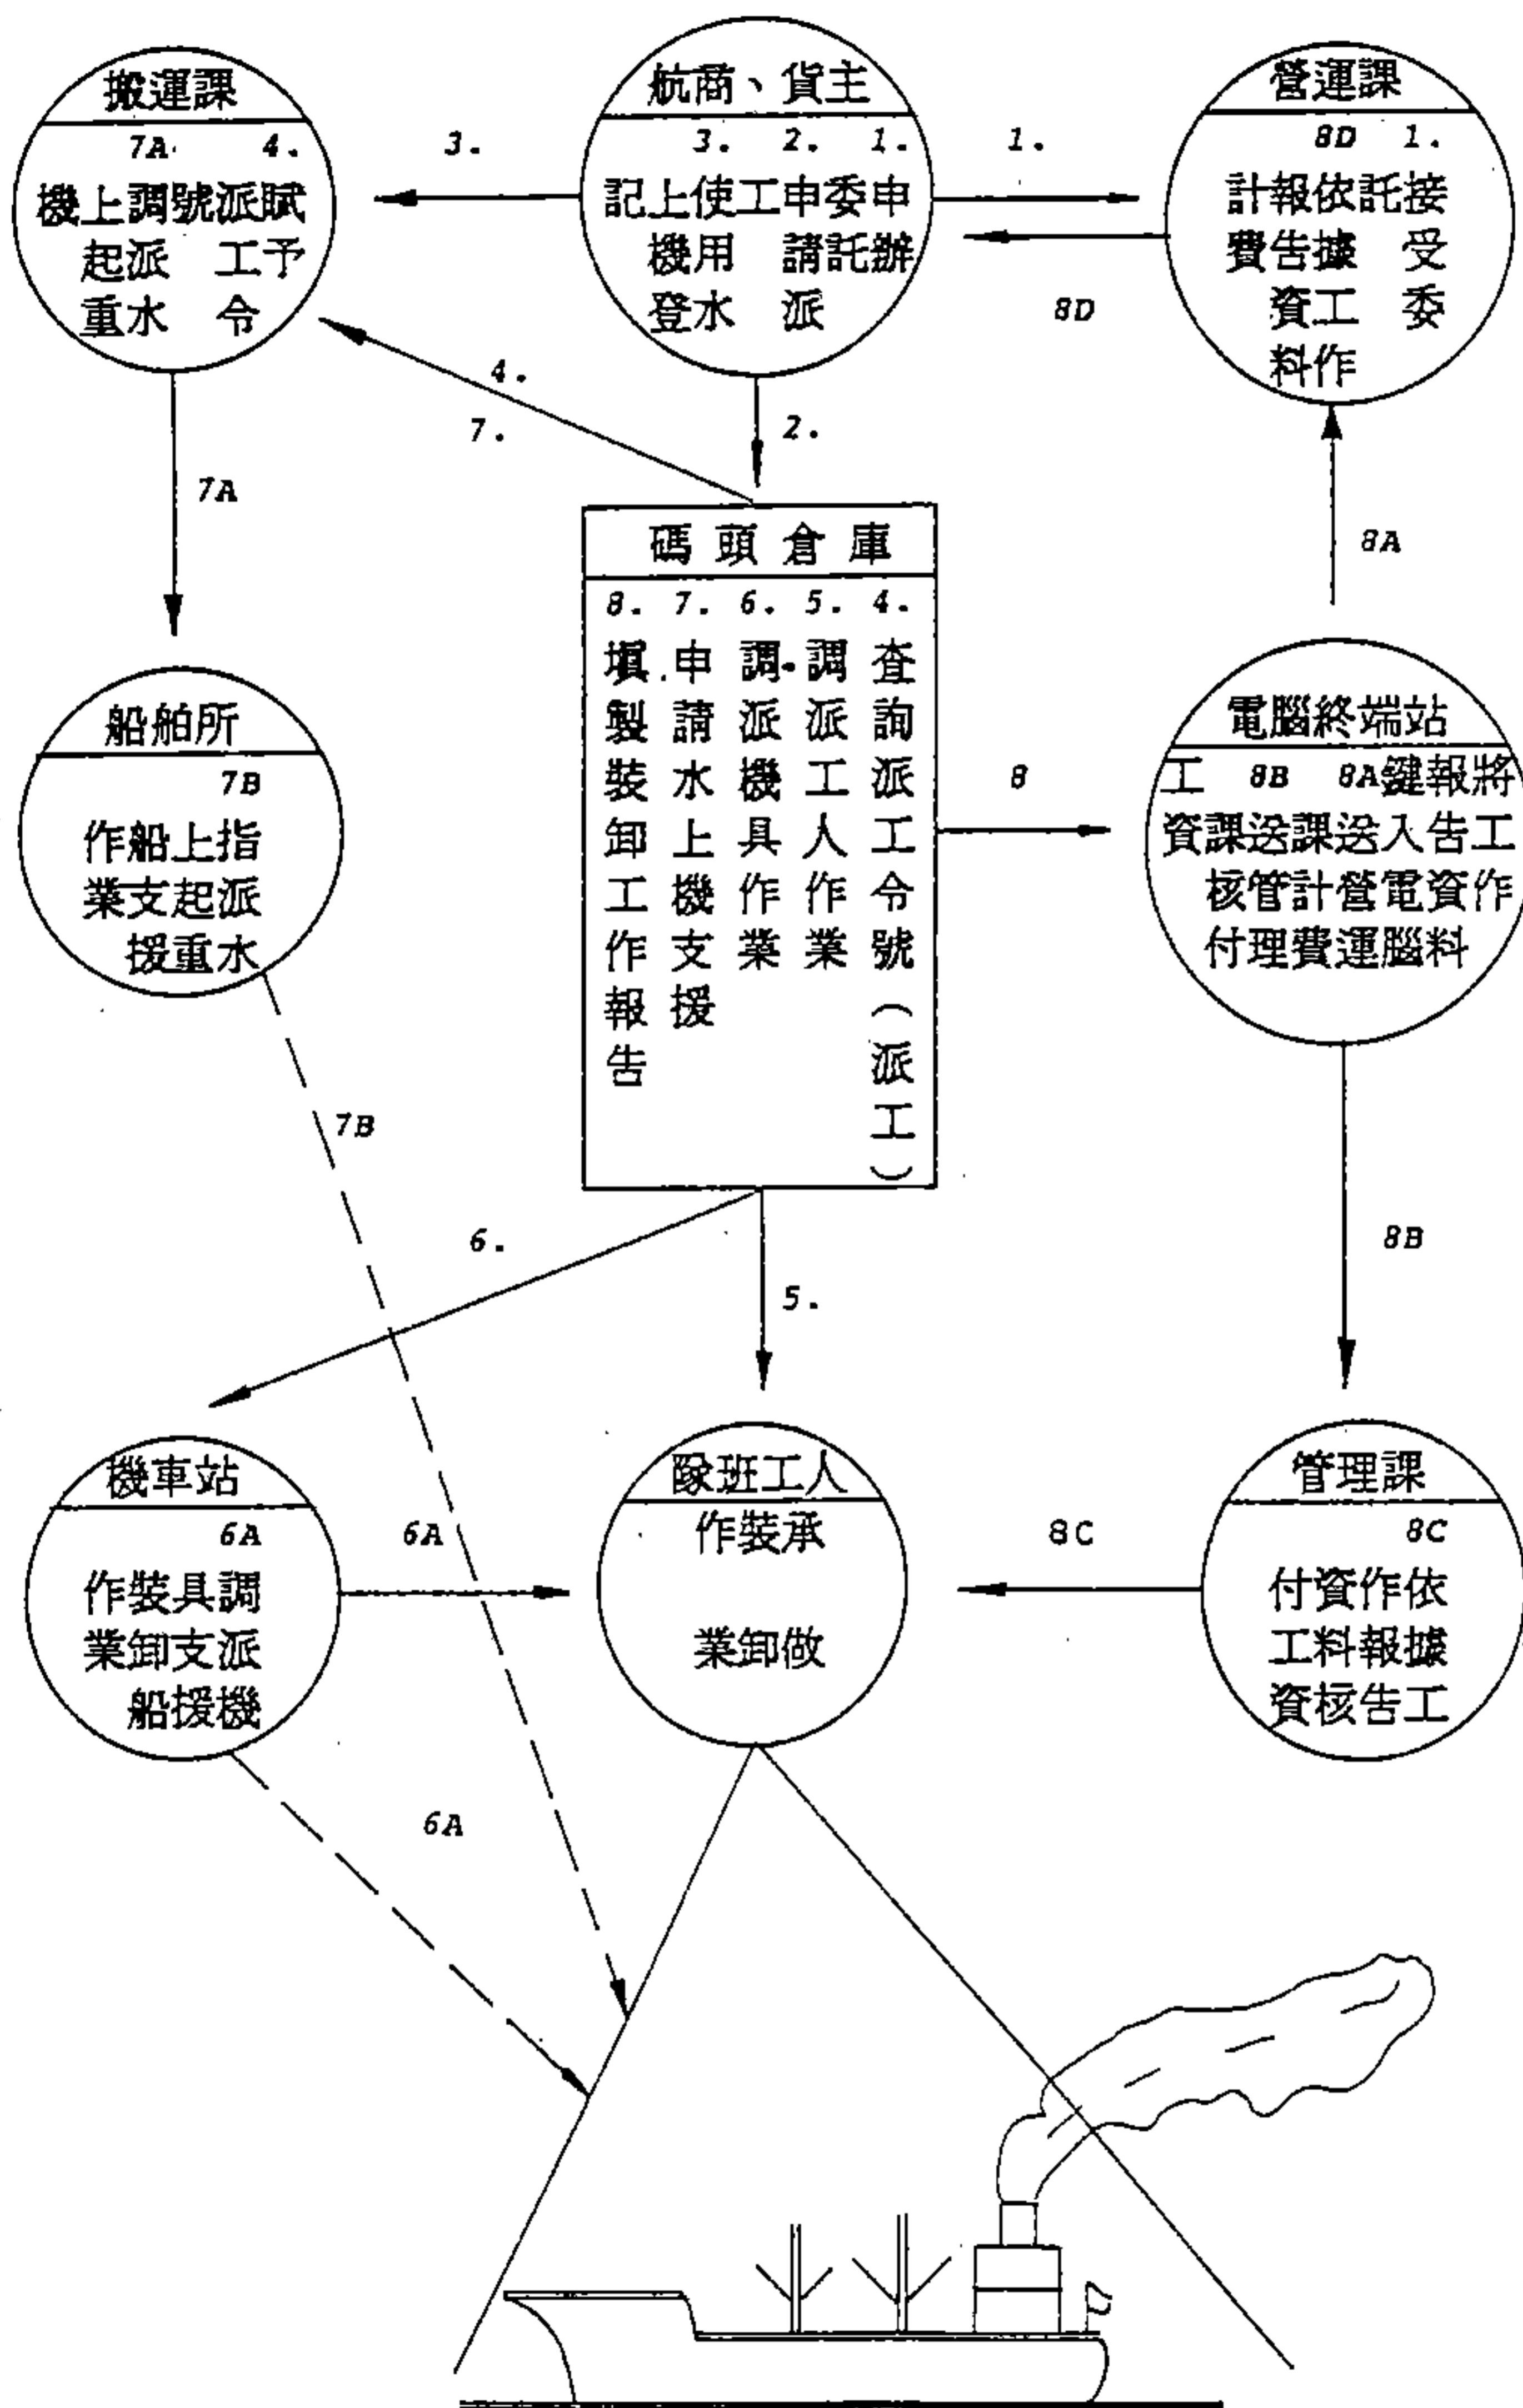 搬運課
4.
賦予
派工令
號
7A
調派水
上起重
機
航商、貨主
1.
申辦
委託
2.
申請派
工
3.
使用水
上機登
記
營運課
1.
接受委
託
8D
依據工作
報告資料
計費
3.
1.
8D
4.
7.
2.
7A
8A
碼頭倉庫
4.
查詢派工令號(派工)
5.
調派工人作業
6.
調派機具作業
7.
申請水上機支援
8.
填製裝卸工作報告
船舶所
7B
指派水
上起重
船支援
作業
8
電腦終端站
將工作
報告資料
鍵入電腦
8A
送營運
課計費
8B
送管理
課核付
工資
7B
6.
5.
8B
機車站
6A
調派機
具支援
裝卸船
作業
6A
隊班工人
承做
裝卸
作業
8C
管理課
8C
依據工
作報告
資料核
付工資
6A